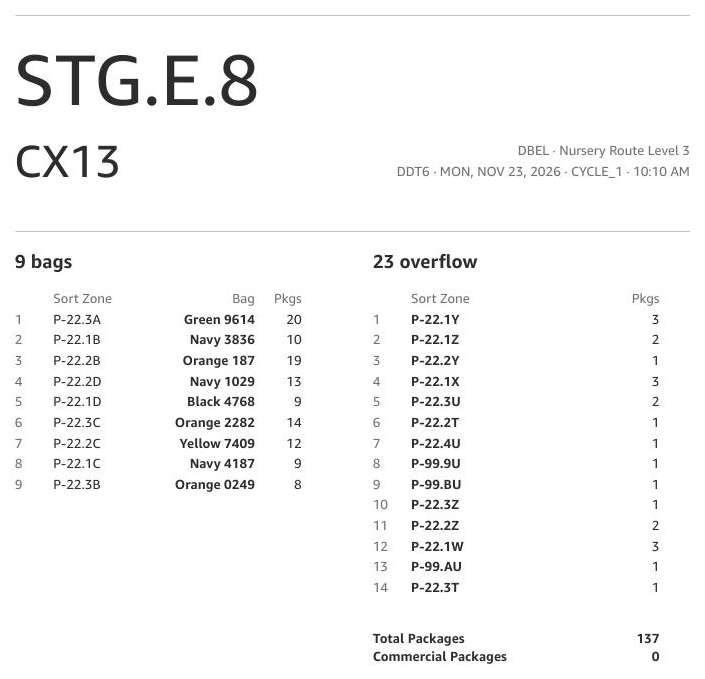 STG.E.8
CX13
DBEL · Nursery Route Level 3
DDT6 · MON, NOV 23, 2026 · CYCLE_1 · 10:10 AM
9 bags
Sort Zone Bag Pkgs
1 P-22.3A Green 9614 20
2 P-22.1B Navy 3836 10
3 P-22.2B Orange 187 19
4 P-22.2D Navy 1029 13
5 P-22.1D Black 4768 9
6 P-22.3C Orange 2282 14
7 P-22.2C Yellow 7409 12
8 P-22.1C Navy 4187 9
9 P-22.3B Orange 0249 8
23 overflow
Sort Zone Pkgs
1 P-22.1Y 3
2 P-22.1Z 2
3 P-22.2Y 1
4 P-22.1X 3
5 P-22.3U 2
6 P-22.2T 1
7 P-22.4U 1
8 P-99.9U 1
9 P-99.BU 1
10 P-22.3Z 1
11 P-22.2Z 2
12 P-22.1W 3
13 P-99.AU 1
14 P-22.3T 1
Total Packages 137
Commercial Packages 0